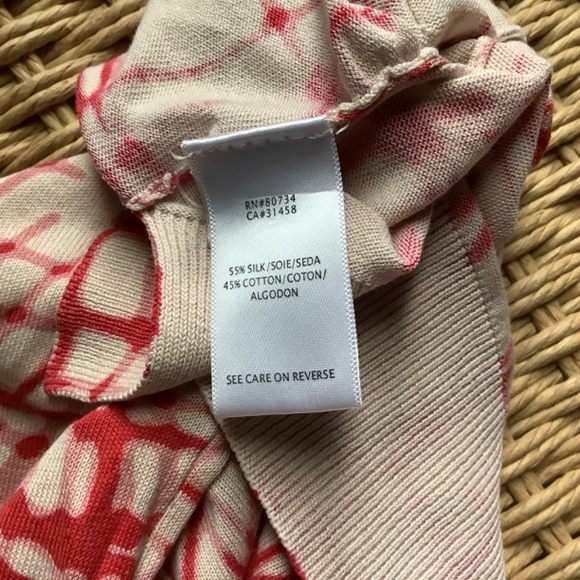 RN#80734
CA#31458
55% SILK/SOIE/SEDA
45% COTTON/COTON/
ALGODON
SEE CARE ON REVERSE